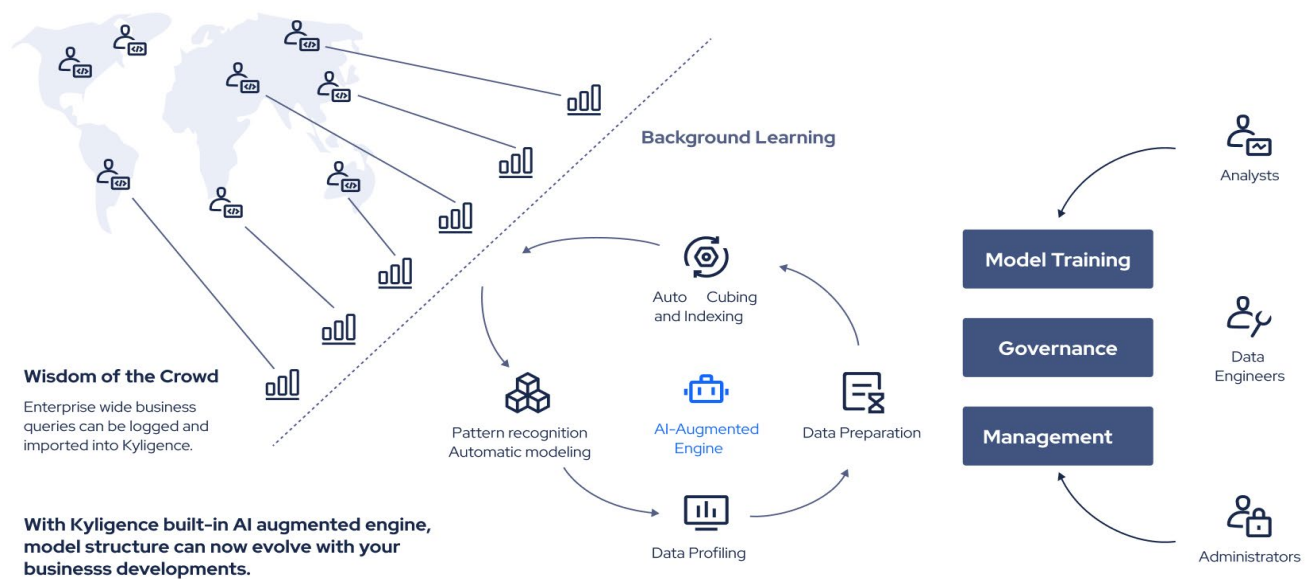 Background Learning
Analysts
Model Training
Auto Cubing
and Indexing
Governance
Data
Engineers
Wisdom of the Crowd
Enterprise wide business
queries can be logged and
imported into Kyligence.
Pattern recognition
Automatic modeling
AI-Augmented
Engine
Data Preparation
Management
With Kyligence built-in AI augmented engine,
model structure can now evolve with your
businesss developments.
Data Profiling
Administrators